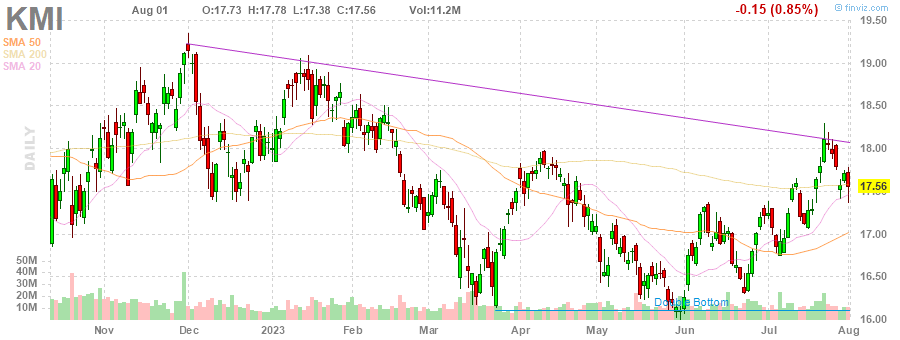 KMI
Aug 01 O:17.73 H:17.78 L:17.38 C:17.56 Vol:11.2M -0.15 (0.85%)
© finviz.com
SMA 50
SMA 200
SMA 20
DAILY
19.50
19.00
18.50
18.00
17.56
17.50
17.00
16.50
16.00
50M
40M
30M
20M
10M
Double Bottom
Nov Dec 2023 Feb Mar Apr May Jun Jul Aug